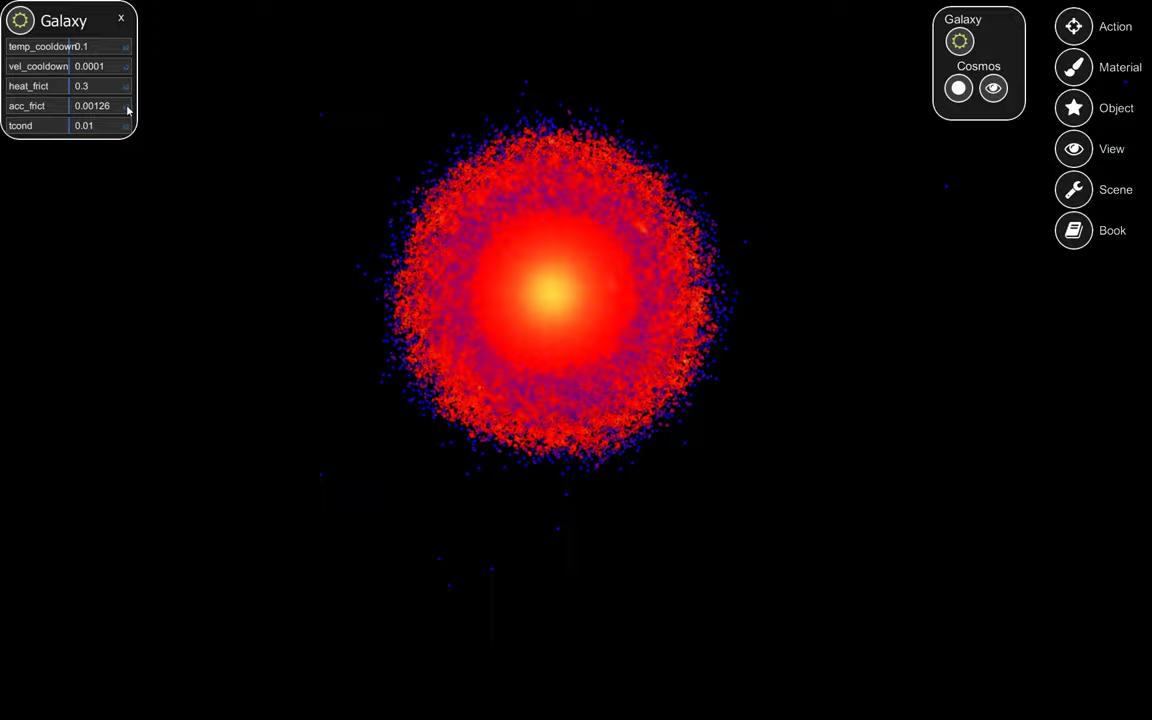 Galaxy
x
temp_cooldown 0.1
vel_cooldown 0.0001
heat_frict 0.3
acc_frict 0.00126
tcond 0.01
Galaxy
Cosmos
Action
Material
Object
View
Scene
Book